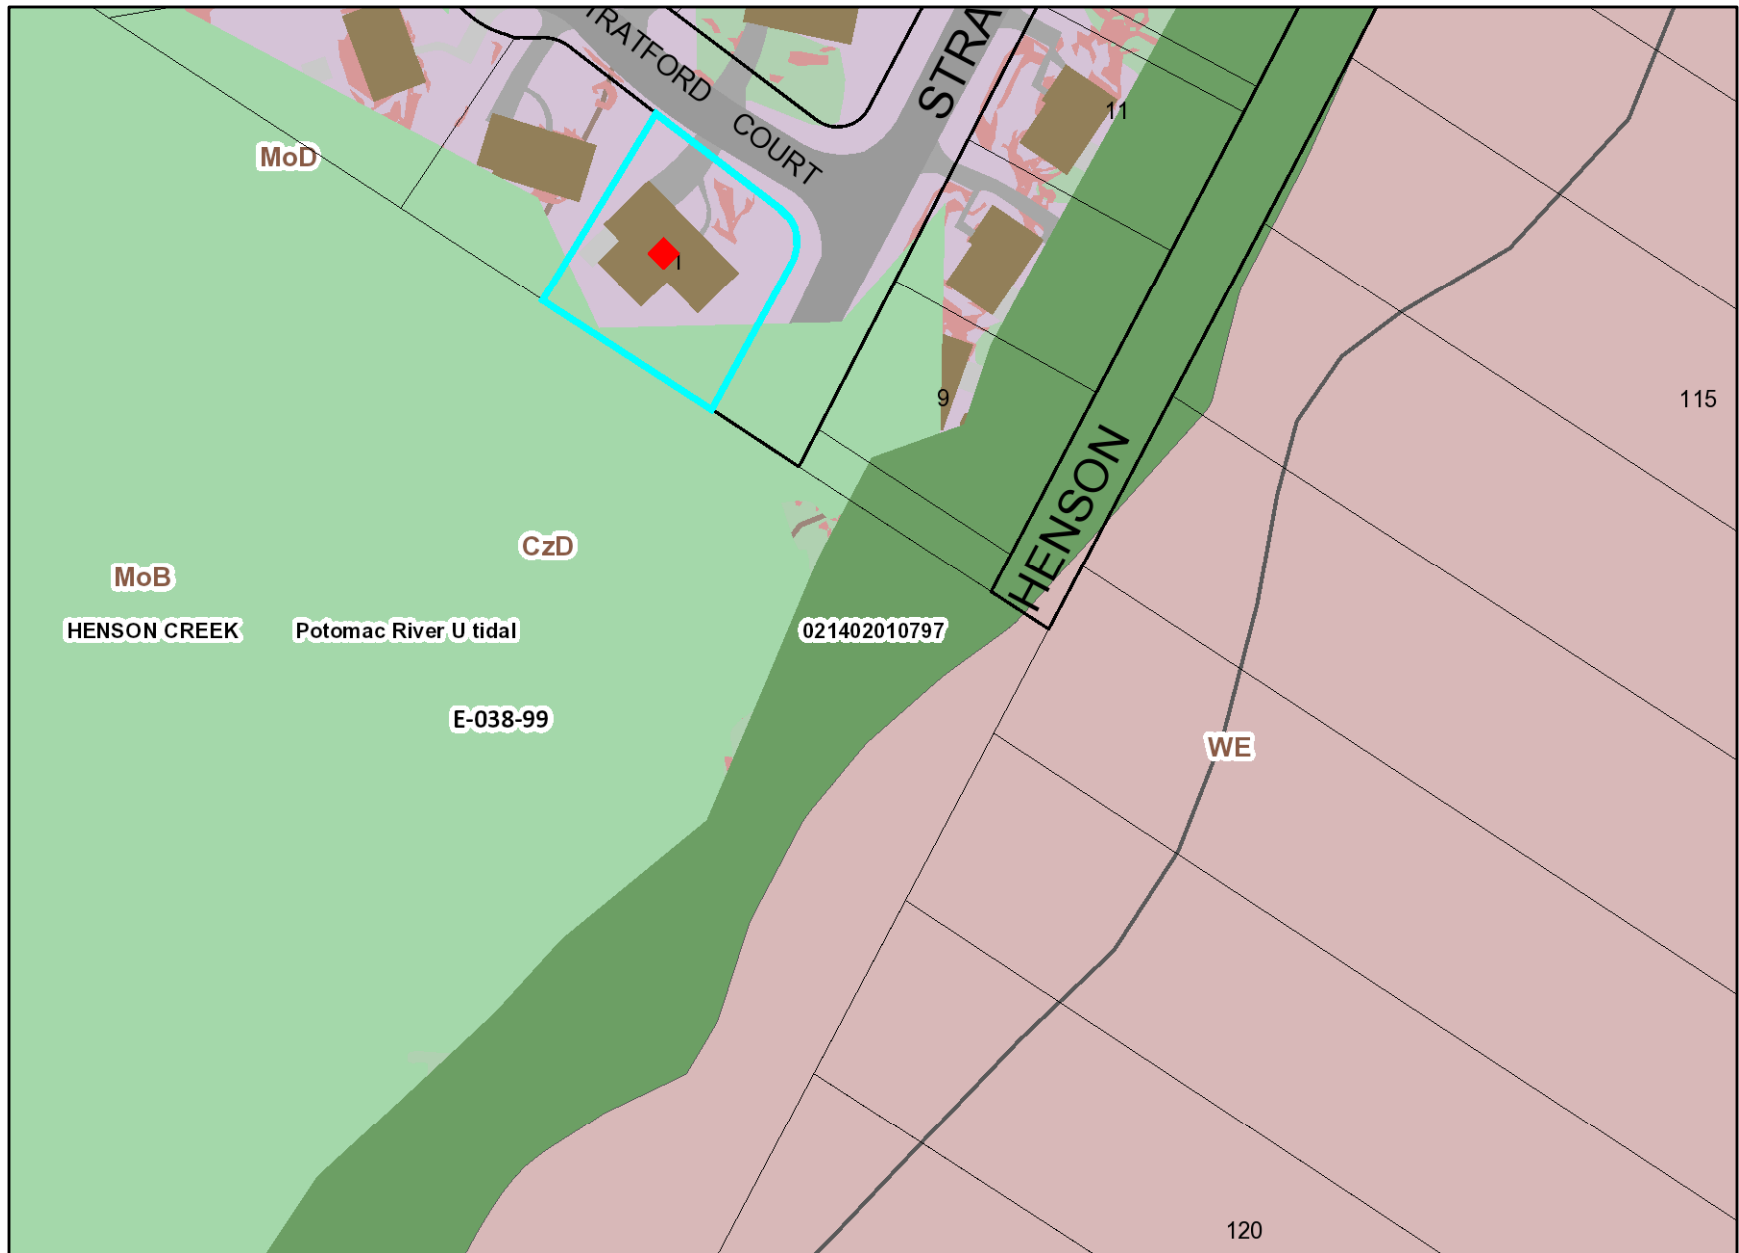 TRATFORD
COURT
STRA
11
MoD
1
9
115
HENSON
CzD
MoB
HENSON CREEK
Potomac River U tidal
021402010797
E-038-99
WE
120